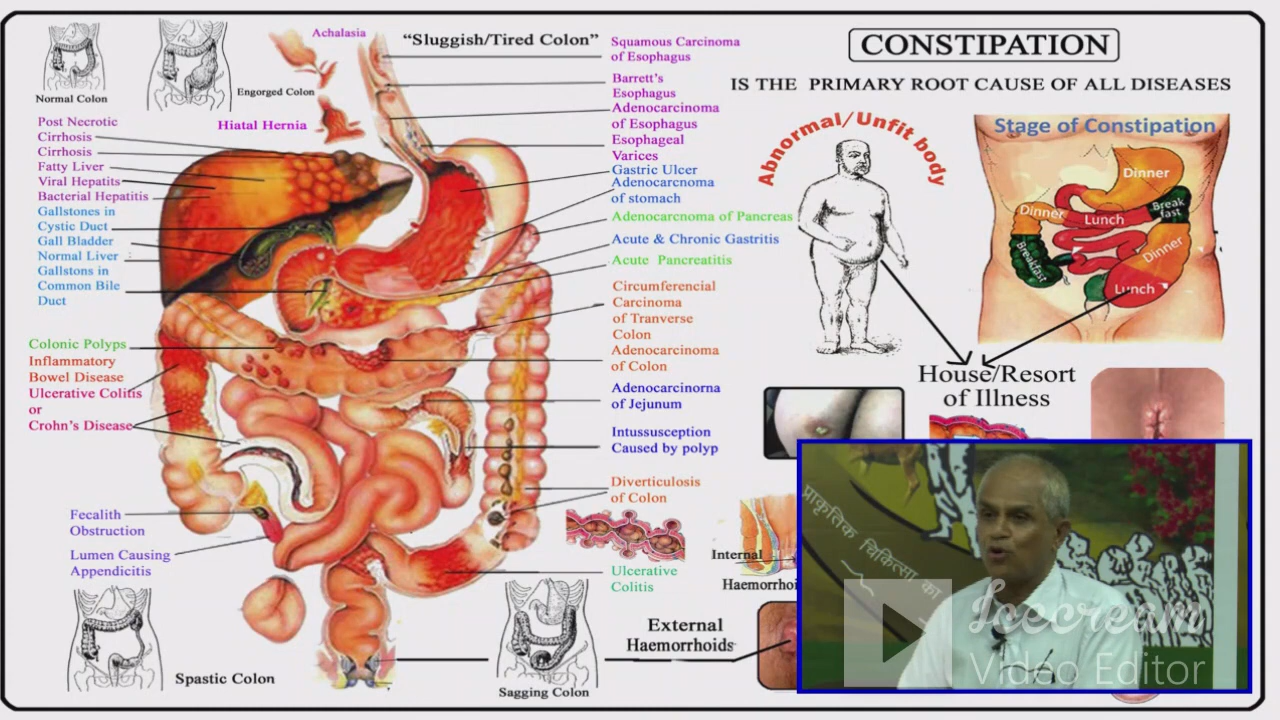 Achalasia
"Sluggish/Tired Colon"
CONSTIPATION
IS THE PRIMARY ROOT CAUSE OF ALL DISEASES
Normal Colon
Engorged Colon
Hiatal Hernia
Post Necrotic
Cirrhosis
Cirrhosis
Fatty Liver
Viral Hepatits
Bacterial Hepatitis
Gallstones in
Cystic Duct
Gall Bladder
Normal Liver
Gallstons in
Common Bile
Duct
Colonic Polyps
Inflammatory
Bowel Disease
Ulcerative Colitis
or
Crohn's Disease
Fecalith
Obstruction
Lumen Causing
Appendicitis
Spastic Colon
Squamous Carcinoma
of Esophagus
Barrett's
Esophagus
Adenocarcinoma
of Esophagus
Esophageal
Varices
Gastric Ulcer
Adenocarcnoma
of stomach
Adenocarcnoma of Pancreas
Acute & Chronic Gastritis
Acute Pancreatitis
Circumferencial
Carcinoma
of Tranverse
Colon
Adenocarcinoma
of Colon
Adenocarcinorna
of Jejunum
Intussusception
Caused by polyp
Diverticulosis
of Colon
Ulcerative
Colitis
External
Haemorrhoids
Sagging Colon
Internal
Haemorrhoi
Abnormal/Unfit body
Stage of Constipation
Dinner
Break
fast
Dinner
Lunch
Dinner
Breakfast
Lunch
House/Resort
of Illness
प्राकृतिक चिकित्सा का
Icecream
Video Editor